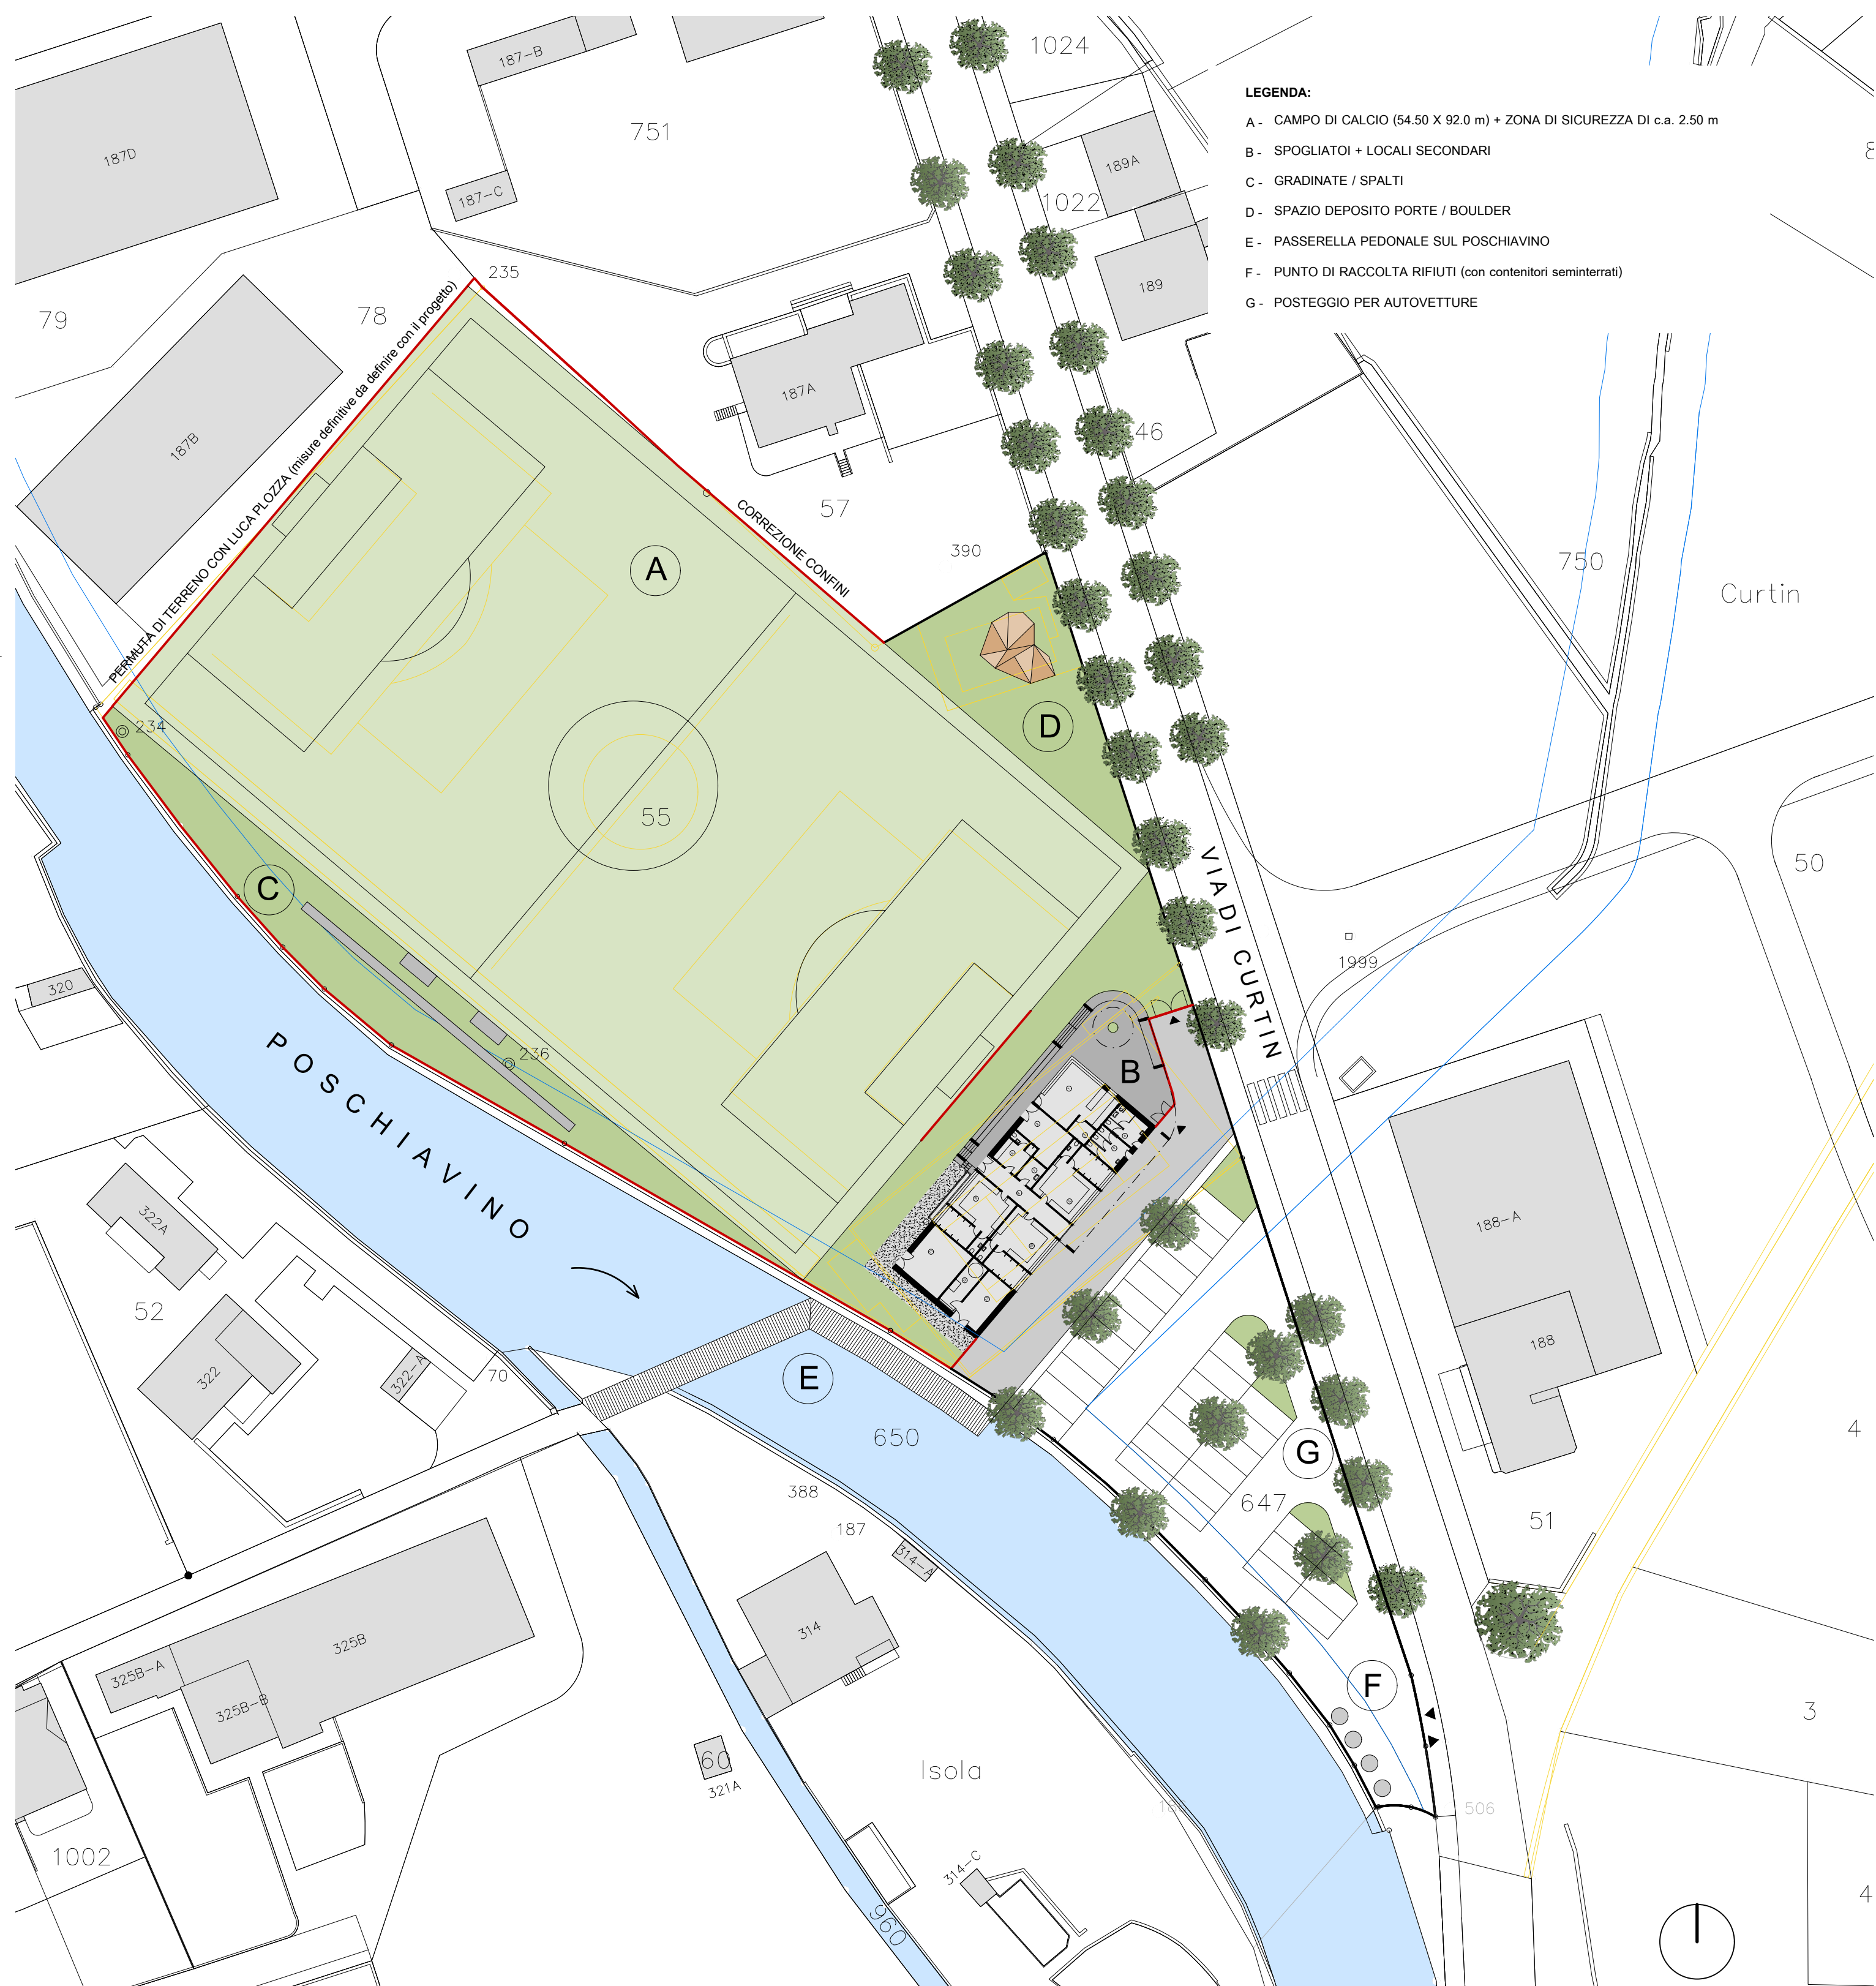 LEGENDA:
A - CAMPO DI CALCIO (54.50 X 92.0 m) + ZONA DI SICUREZZA DI c.a. 2.50 m
B - SPOGLIATOI + LOCALI SECONDARI
C - GRADINATE / SPALTI
D - SPAZIO DEPOSITO PORTE / BOULDER
E - PASSERELLA PEDONALE SUL POSCHIAVINO
F - PUNTO DI RACCOLTA RIFIUTI (con contenitori seminterrati)
G - POSTEGGIO PER AUTOVETTURE
1024
187-B
751
187D
189A
187-C
1022
235
189
79
78
187A
46
187B
PERMUTA DI TERRENO CON LUCA PLOZZA (misure definitive da definire con il progetto)
CORREZIONE CONFINI
57
390
750
A
Curtin
234
D
55
C
VIA DI CURTIN
50
1999
320
236
B
POSCHIAVINO
322A
188-A
52
188
322
322-A
70
E
650
G
4
388
647
187
51
314-A
314
325B
325B-A
325B-B
F
3
60
321A
Isola
506
1002
314-C
960
4